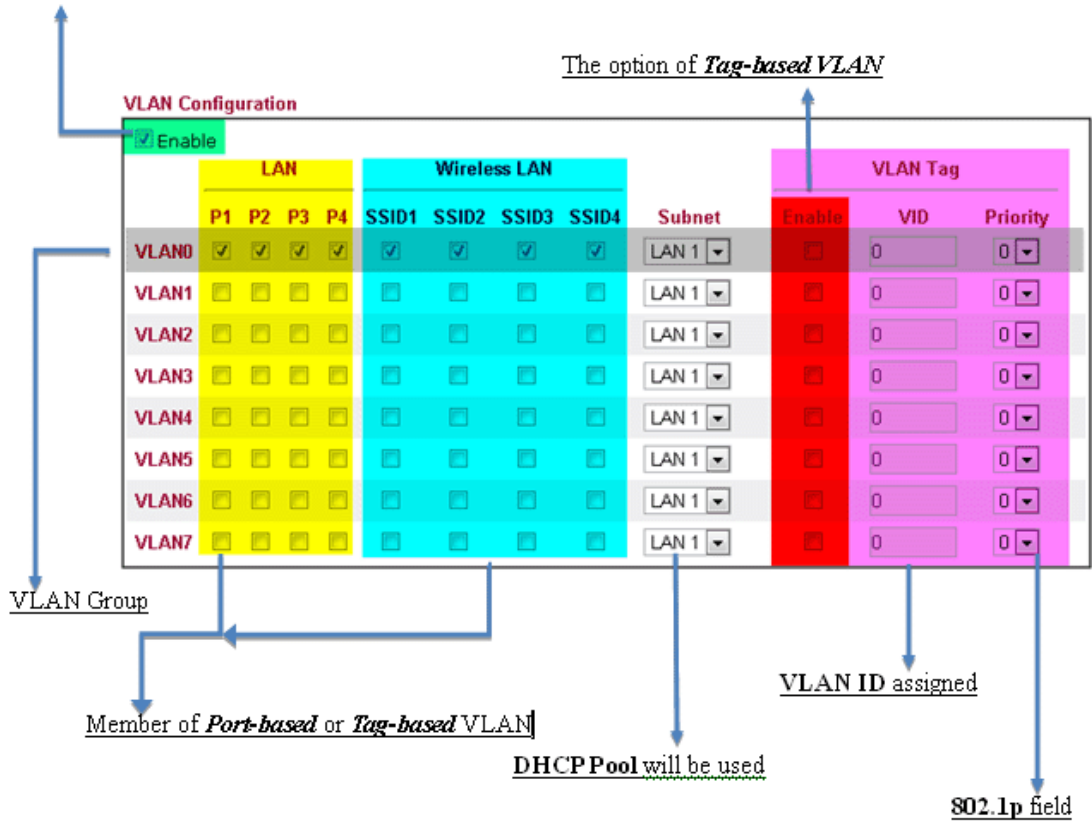 The option of Tag-based VLAN
VLAN Configuration
Enable
LAN Wireless LAN VLAN Tag
P1 P2 P3 P4 SSID1 SSID2 SSID3 SSID4 Subnet Enable VID Priority
VLAN0 LAN 1 0 0
VLAN1 LAN 1 0 0
VLAN2 LAN 1 0 0
VLAN3 LAN 1 0 0
VLAN4 LAN 1 0 0
VLAN5 LAN 1 0 0
VLAN6 LAN 1 0 0
VLAN7 LAN 1 0 0
VLAN Group
VLAN ID assigned
Member of Port-based or Tag-based VLAN
DHCP Pool will be used
802.1p field